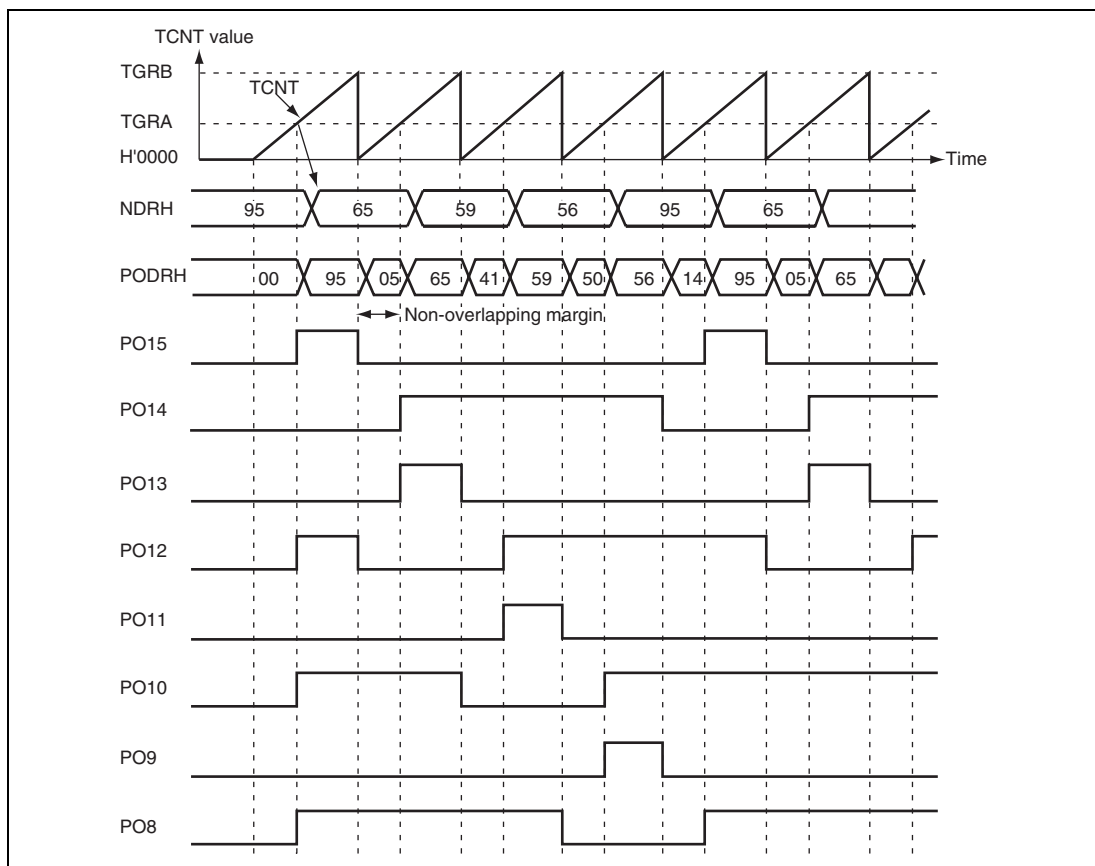 TCNT value
TGRB
TCNT
TGRA
H'0000
Time
NDRH 95 65 59 56 95 65
PODRH 00 95 05 65 41 59 50 56 14 95 05 65
Non-overlapping margin
PO15
PO14
PO13
PO12
PO11
PO10
PO9
PO8